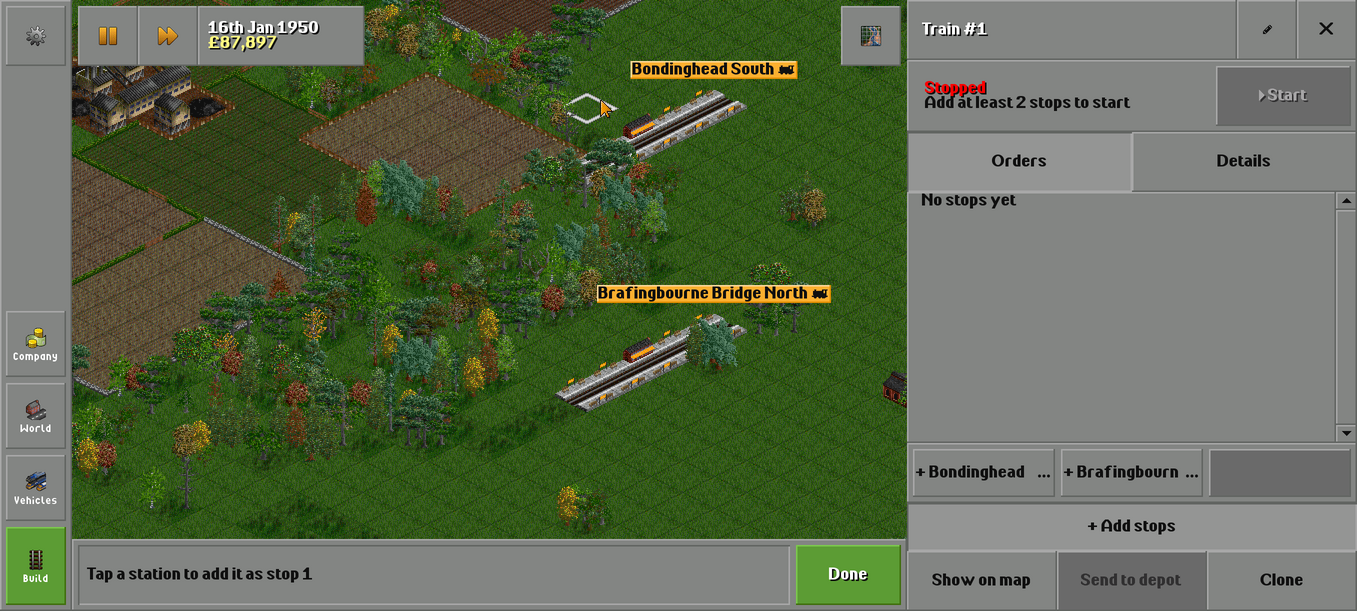 16th Jan 1950
£87,897
Train #1
Bondinghead South
Stopped
Add at least 2 stops to start
Start
Orders
Details
No stops yet
Brafingbourne Bridge North
Company
World
Vehicles
Build
+ Bondinghead ...
+ Brafingbourn ...
+ Add stops
Tap a station to add it as stop 1
Done
Show on map
Send to depot
Clone